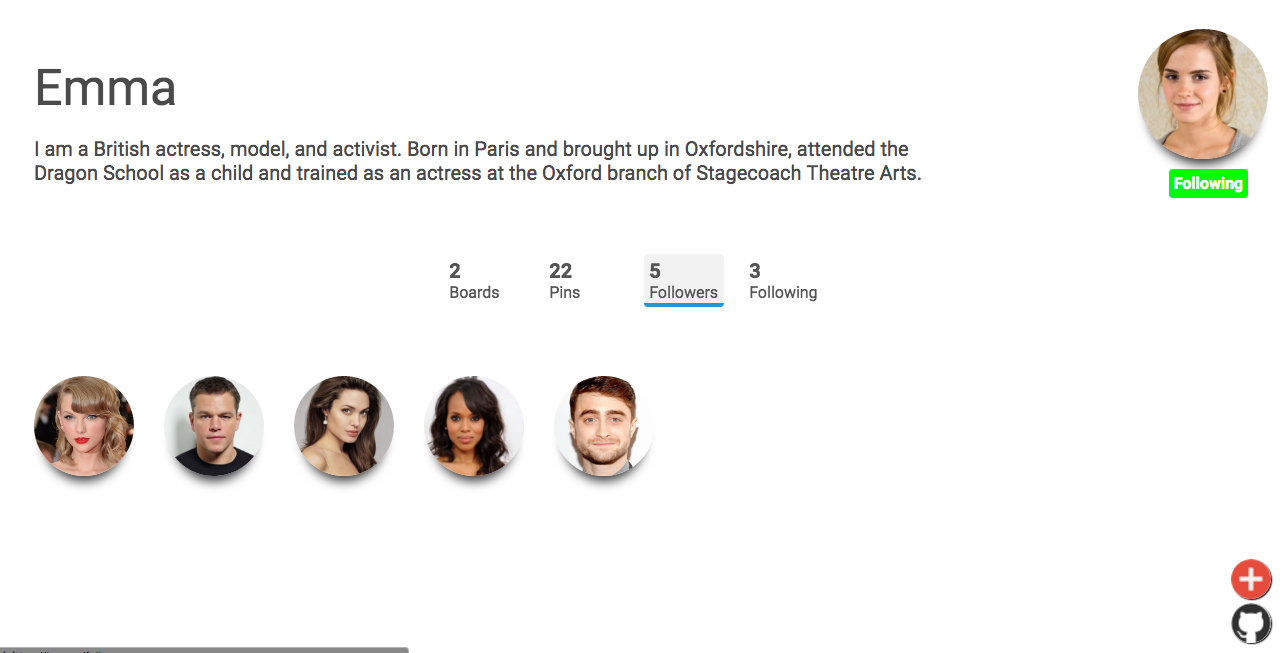 Emma
I am a British actress, model, and activist. Born in Paris and brought up in Oxfordshire, attended the
Dragon School as a child and trained as an actress at the Oxford branch of Stagecoach Theatre Arts.
Following
2
Boards
22
Pins
5
Followers
3
Following